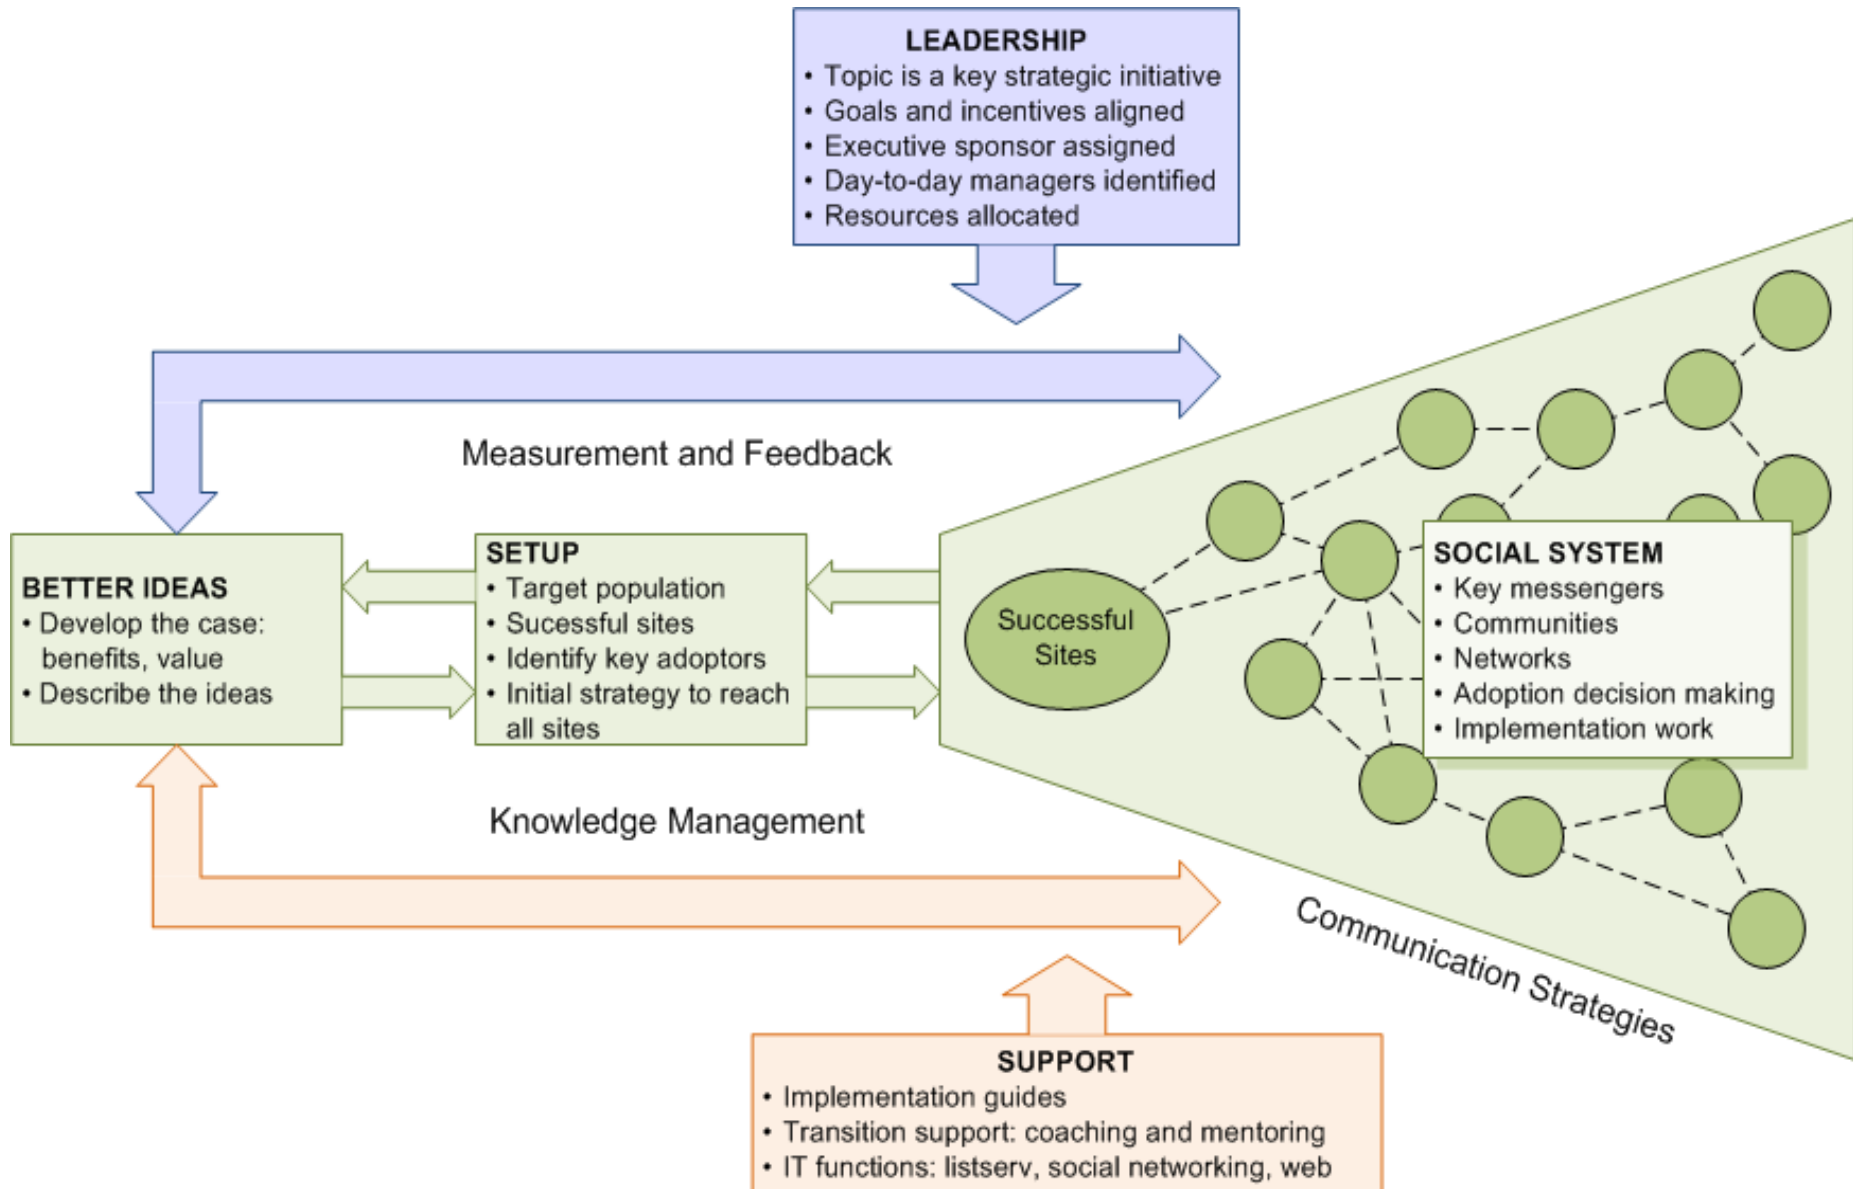 LEADERSHIP
• Topic is a key strategic initiative
• Goals and incentives aligned
• Executive sponsor assigned
• Day-to-day managers identified
• Resources allocated
Measurement and Feedback
BETTER IDEAS
• Develop the case:
benefits, value
• Describe the ideas
SETUP
• Target population
• Sucessful sites
• Identify key adoptors
• Initial strategy to reach
all sites
Successful
Sites
SOCIAL SYSTEM
• Key messengers
• Communities
• Networks
• Adoption decision making
• Implementation work
Knowledge Management
Communication Strategies
SUPPORT
• Implementation guides
• Transition support: coaching and mentoring
• IT functions: listserv, social networking, web